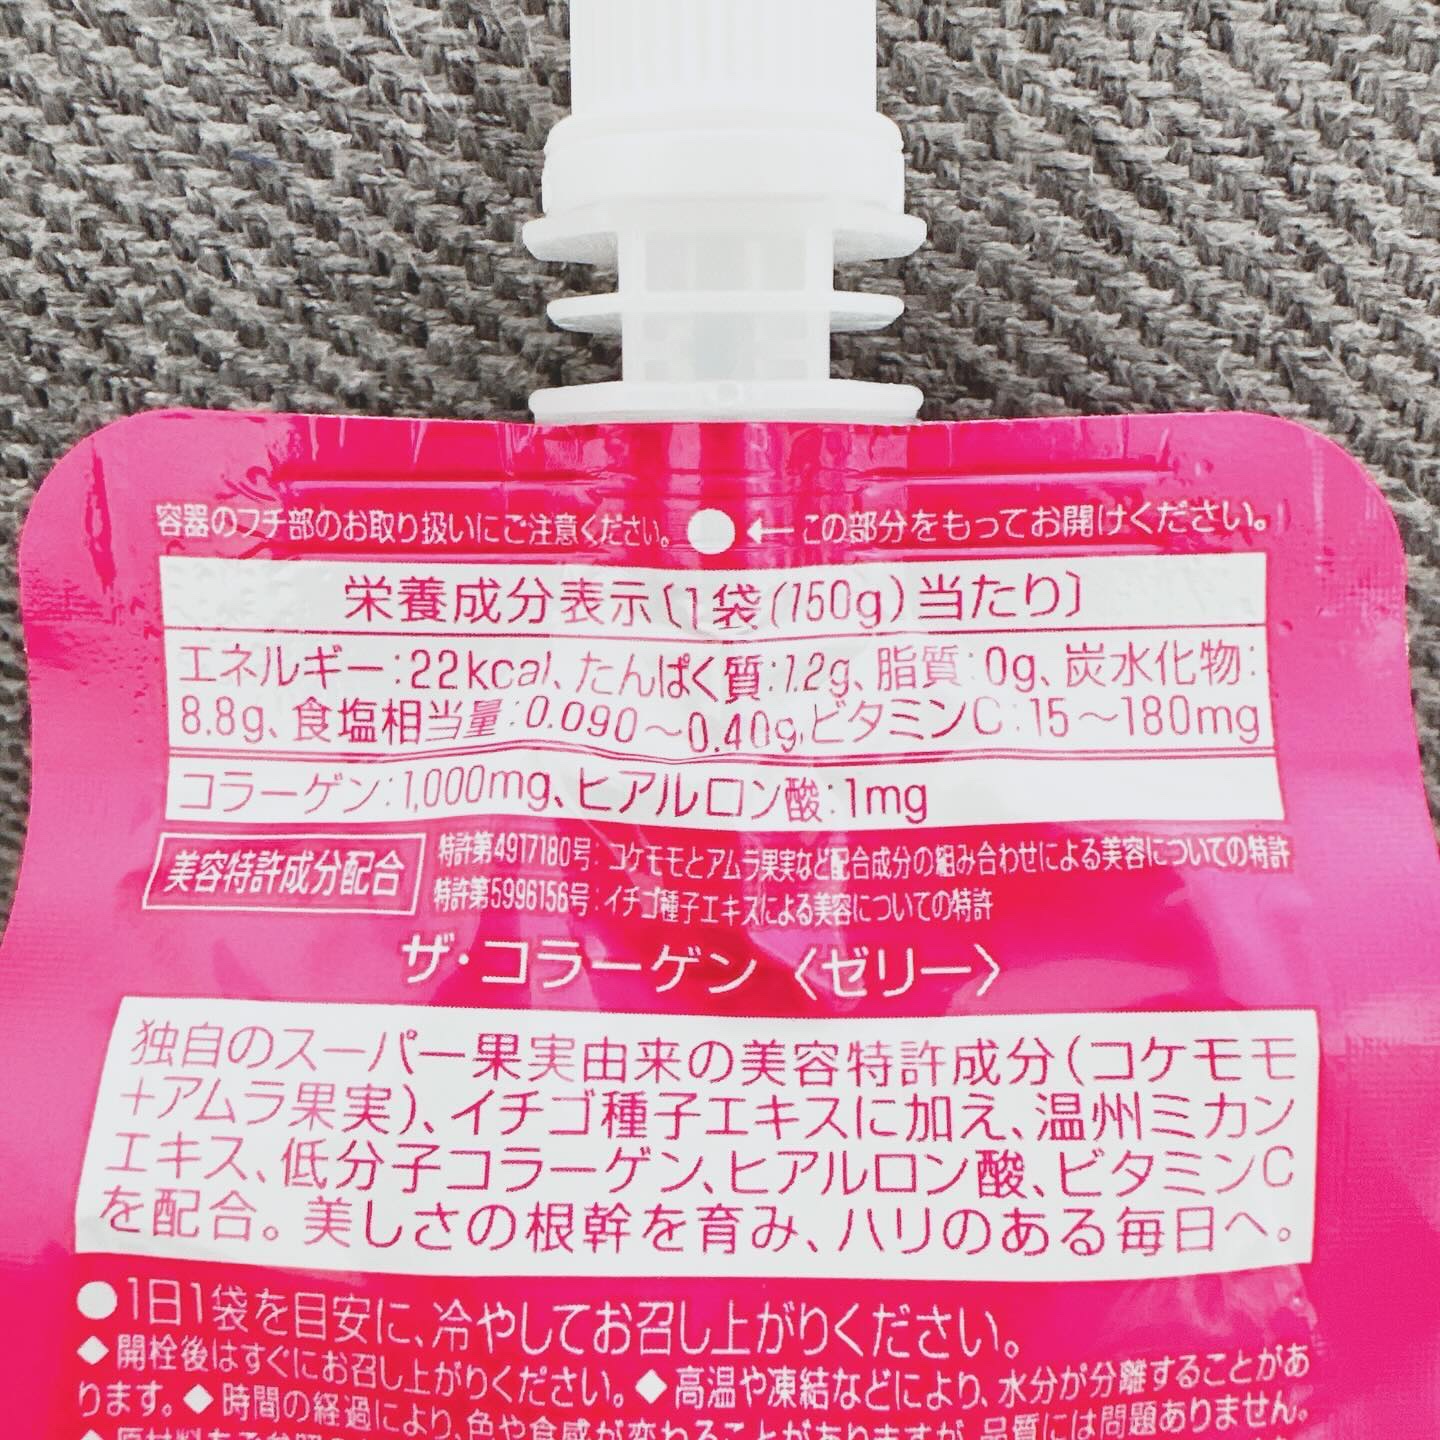 容器のフチ部のお取り扱いにご注意ください。 ← この部分をもってお開けください。
栄養成分表示〔1袋(150g)当たり〕
エネルギー:22kcal、たんぱく質:1.2g、脂質:0g、炭水化物:
8.8g、食塩相当量:0.090〜0.40g、ビタミンC:15〜180mg
コラーゲン:1,000mg、ヒアルロン酸:1mg
美容特許成分配合
特許第4917180号:コケモモとアムラ果実など配合成分の組み合わせによる美容についての特許
特許第5996156号:イチゴ種子エキスによる美容についての特許
ザ・コラーゲン〈ゼリー〉
独自のスーパー果実由来の美容特許成分(コケモモ
+アムラ果実)、イチゴ種子エキスに加え、温州ミカン
エキス、低分子コラーゲン、ヒアルロン酸、ビタミンC
を配合。美しさの根幹を育み、ハリのある毎日へ。
●1日1袋を目安に、冷やしてお召し上がりください。
◆開栓後はすぐにお召し上がりください。◆高温や凍結などにより、水分が分離することがあ
ります。◆時間の経過により、色や食感が変わることがありますが、品質には問題ありません。